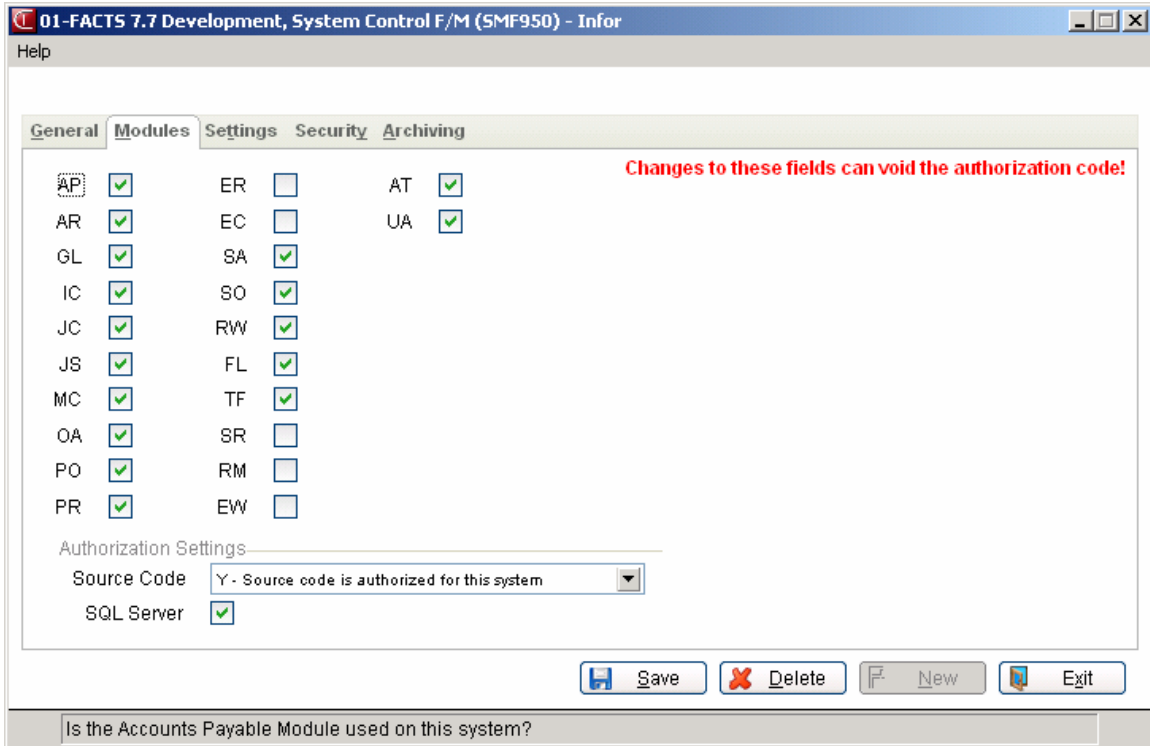 01-FACTS 7.7 Development, System Control F/M (SMF950) - Infor
Help
General Modules Settings Security Archiving
Changes to these fields can void the authorization code!
AP ER AT
AR EC UA
GL SA
IC SO
JC RW
JS FL
MC TF
OA SR
PO RM
PR EW
Authorization Settings
Source Code Y - Source code is authorized for this system
SQL Server
Save Delete New Exit
Is the Accounts Payable Module used on this system?